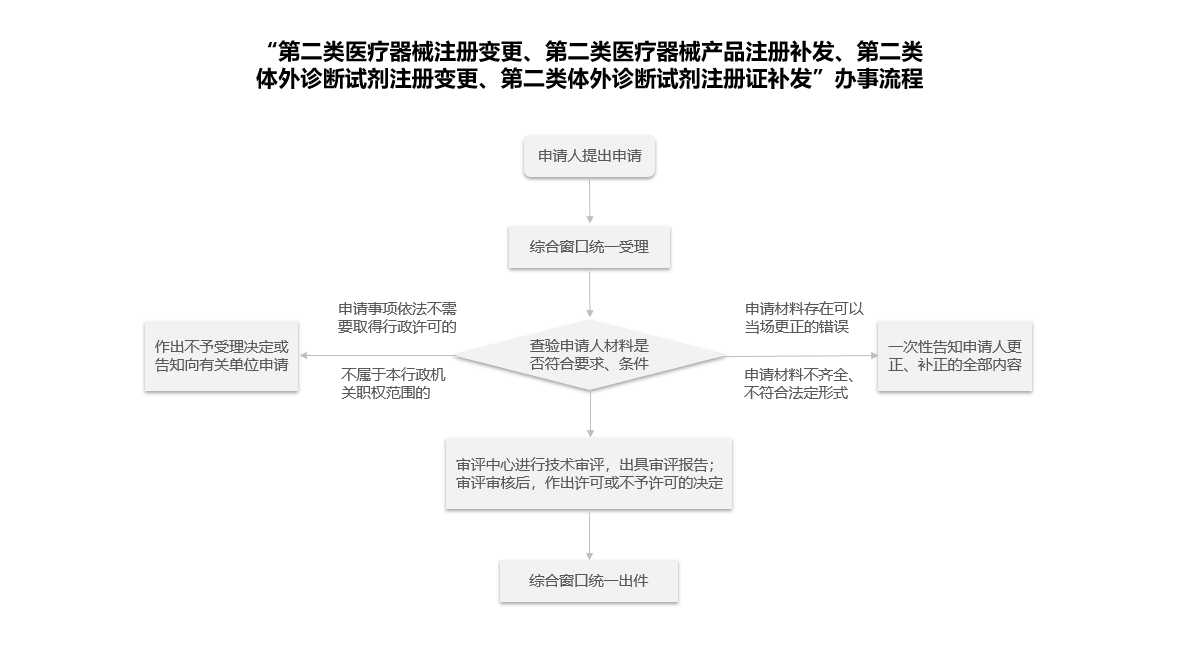 “第二类医疗器械注册变更、第二类医疗器械产品注册补发、第二类
体外诊断试剂注册变更、第二类体外诊断试剂注册证补发”办事流程
申请人提出申请
综合窗口统一受理
申请事项依法不需
要取得行政许可的
申请材料存在可以
当场更正的错误
作出不予受理决定或
告知向有关单位申请
查验申请人材料是
否符合要求、条件
一次性告知申请人更
正、补正的全部内容
不属于本行政机
关职权范围的
申请材料不齐全、
不符合法定形式
审评中心进行技术审评，出具审评报告；
审评审核后，作出许可或不予许可的决定
综合窗口统一出件